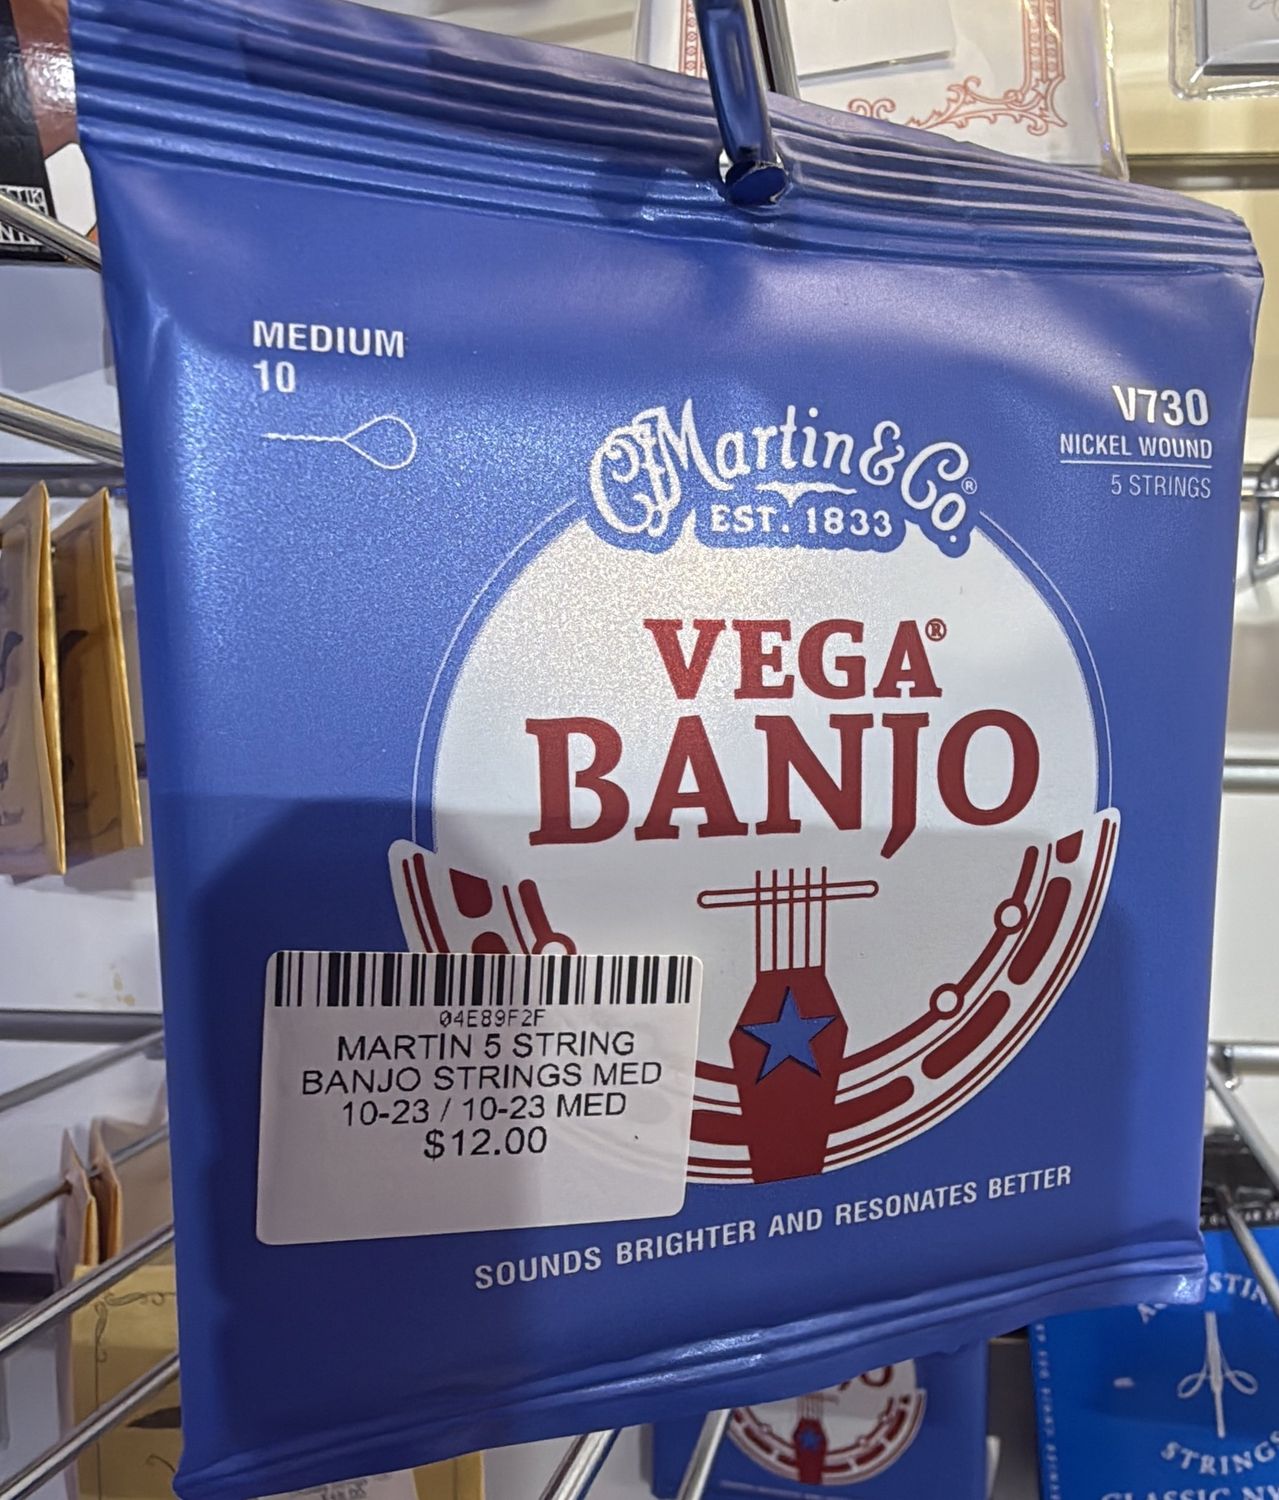 MEDIUM
10
V730
NICKEL WOUND
5 STRINGS
CFMartin & Co.®
EST. 1833
VEGA®
BANJO
04E89F2F
MARTIN 5 STRING
BANJO STRINGS MED
10-23 / 10-23 MED
$12.00
SOUNDS BRIGHTER AND RESONATES BETTER
STRINGS